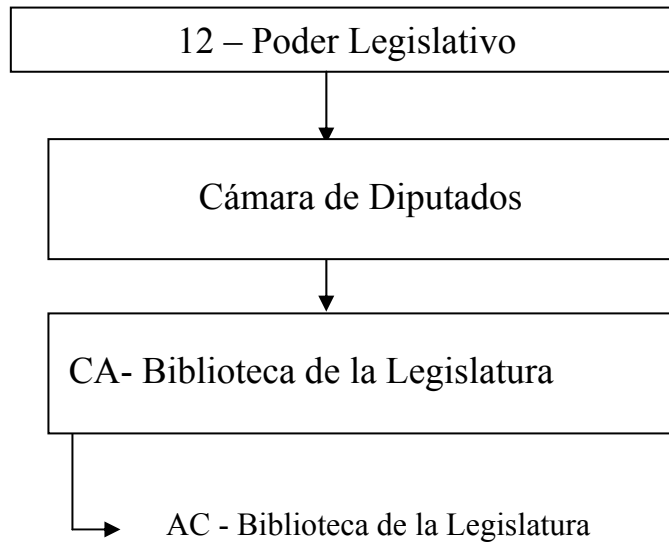 12 – Poder Legislativo
Cámara de Diputados
CA- Biblioteca de la Legislatura
AC - Biblioteca de la Legislatura